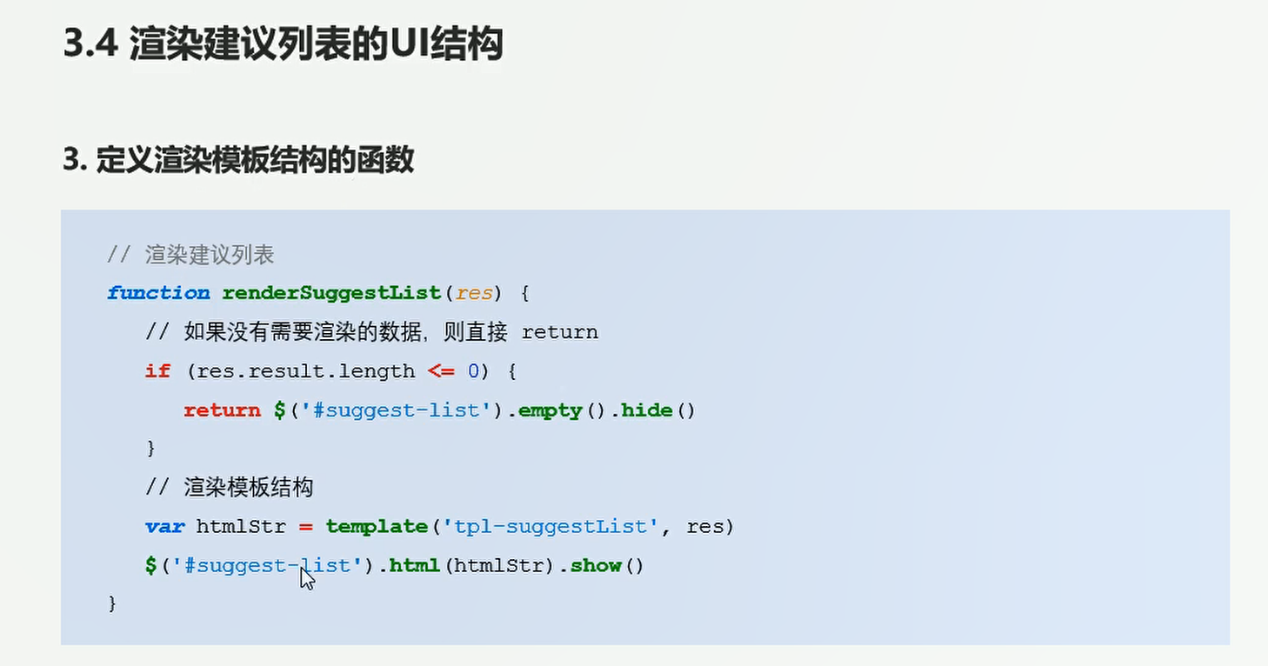 3.4 渲染建议列表的UI结构
3. 定义渲染模板结构的函数
// 渲染建议列表
function renderSuggestList(res) {
// 如果没有需要渲染的数据，则直接 return
if (res.result.length <= 0) {
return $('#suggest-list').empty().hide()
}
// 渲染模板结构
var htmlStr = template('tpl-suggestList', res)
$('#suggest-list').html(htmlStr).show()
}